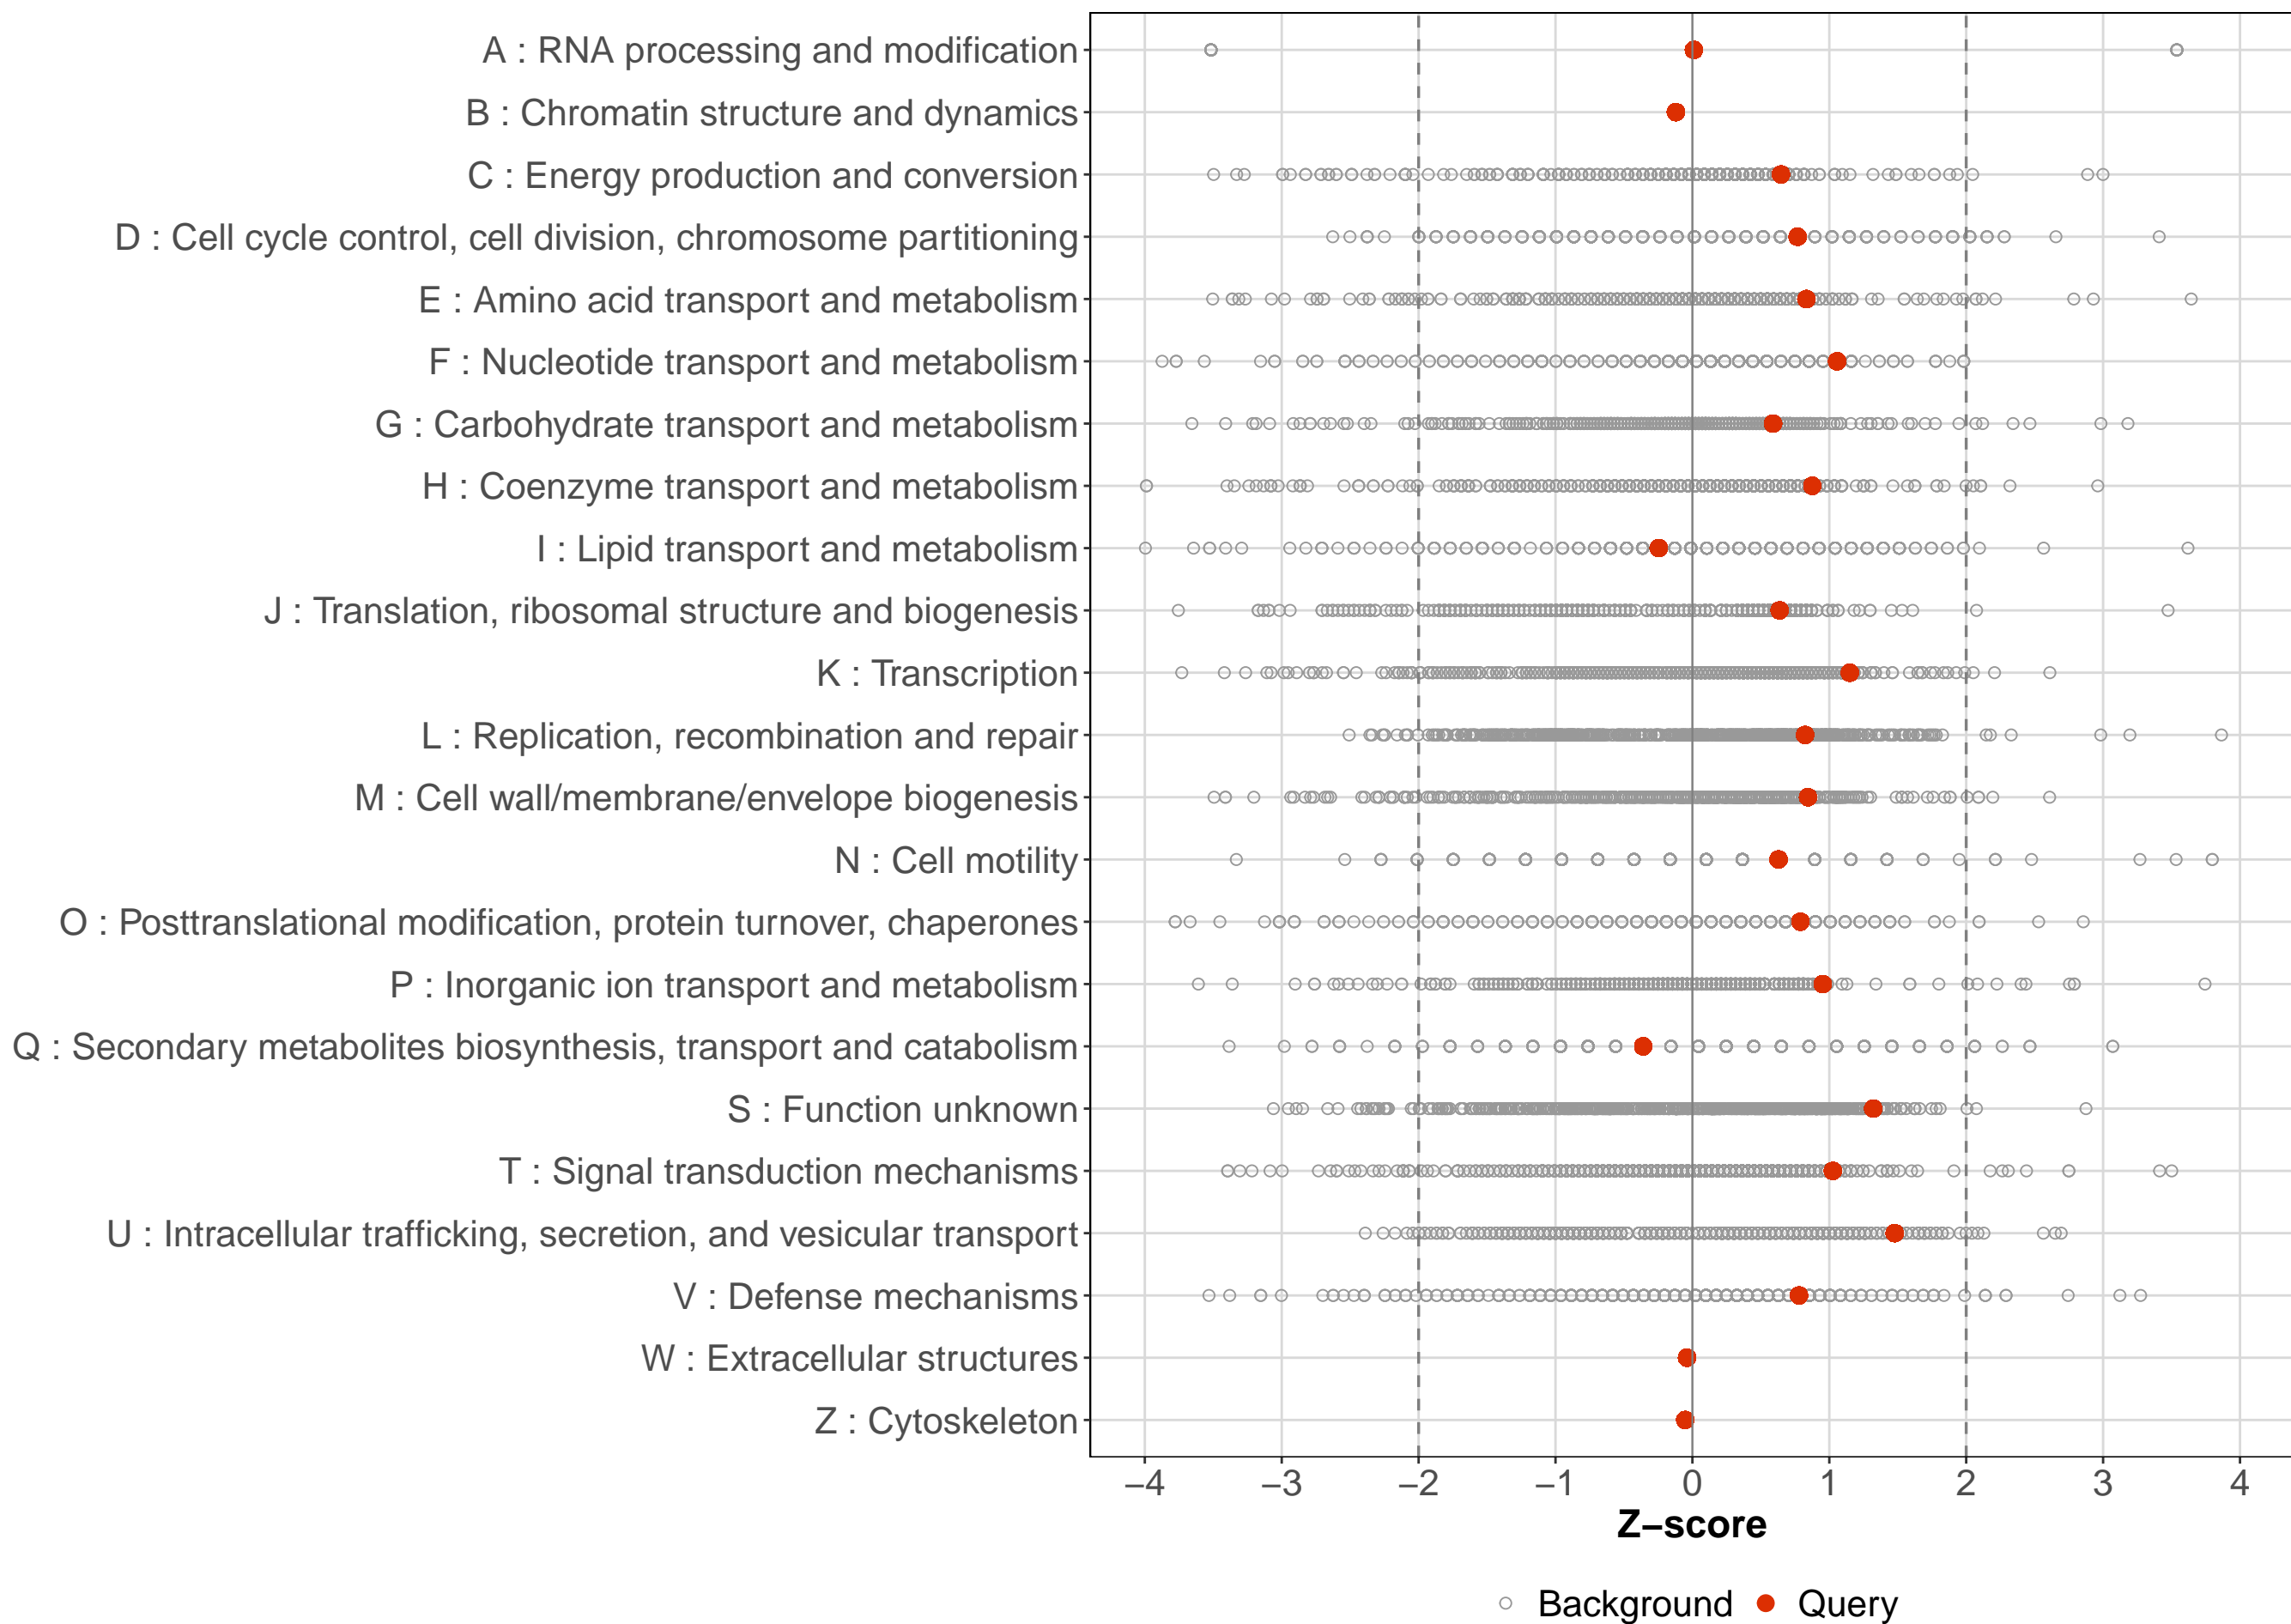 A : RNA processing and modification
B : Chromatin structure and dynamics
C : Energy production and conversion
D : Cell cycle control, cell division, chromosome partitioning
E : Amino acid transport and metabolism
F : Nucleotide transport and metabolism
G : Carbohydrate transport and metabolism
H : Coenzyme transport and metabolism
I : Lipid transport and metabolism
J : Translation, ribosomal structure and biogenesis
K : Transcription
L : Replication, recombination and repair
M : Cell wall/membrane/envelope biogenesis
N : Cell motility
O : Posttranslational modification, protein turnover, chaperones
P : Inorganic ion transport and metabolism
Q : Secondary metabolites biosynthesis, transport and catabolism
S : Function unknown
T : Signal transduction mechanisms
U : Intracellular trafficking, secretion, and vesicular transport
V : Defense mechanisms
W : Extracellular structures
Z : Cytoskeleton
−4 −3 −2 −1 0 1 2 3 4
Z−score
Background Query